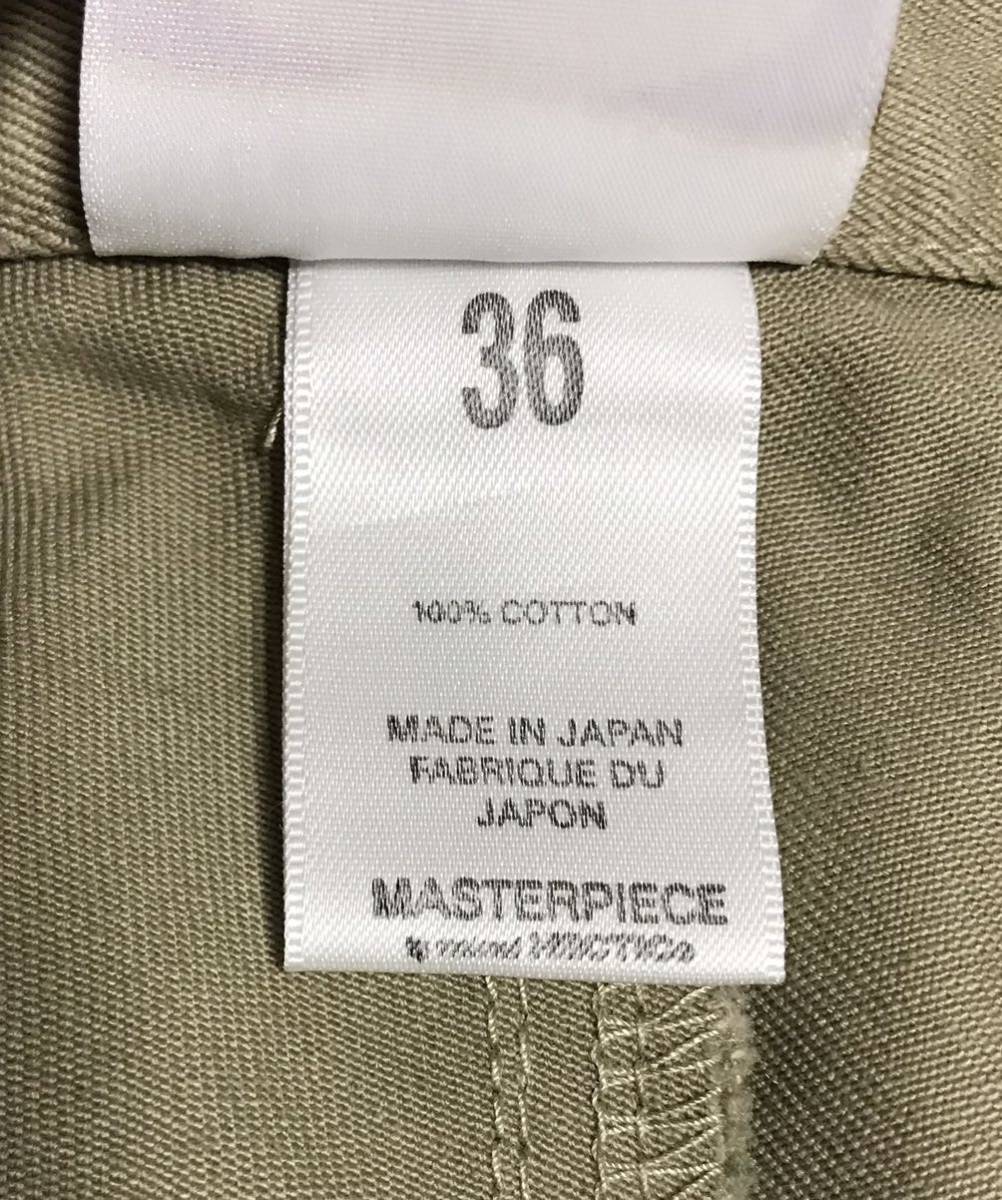 36
100% COTTON
MADE IN JAPAN
FABRIQUE DU
JAPON
MASTERPIECE